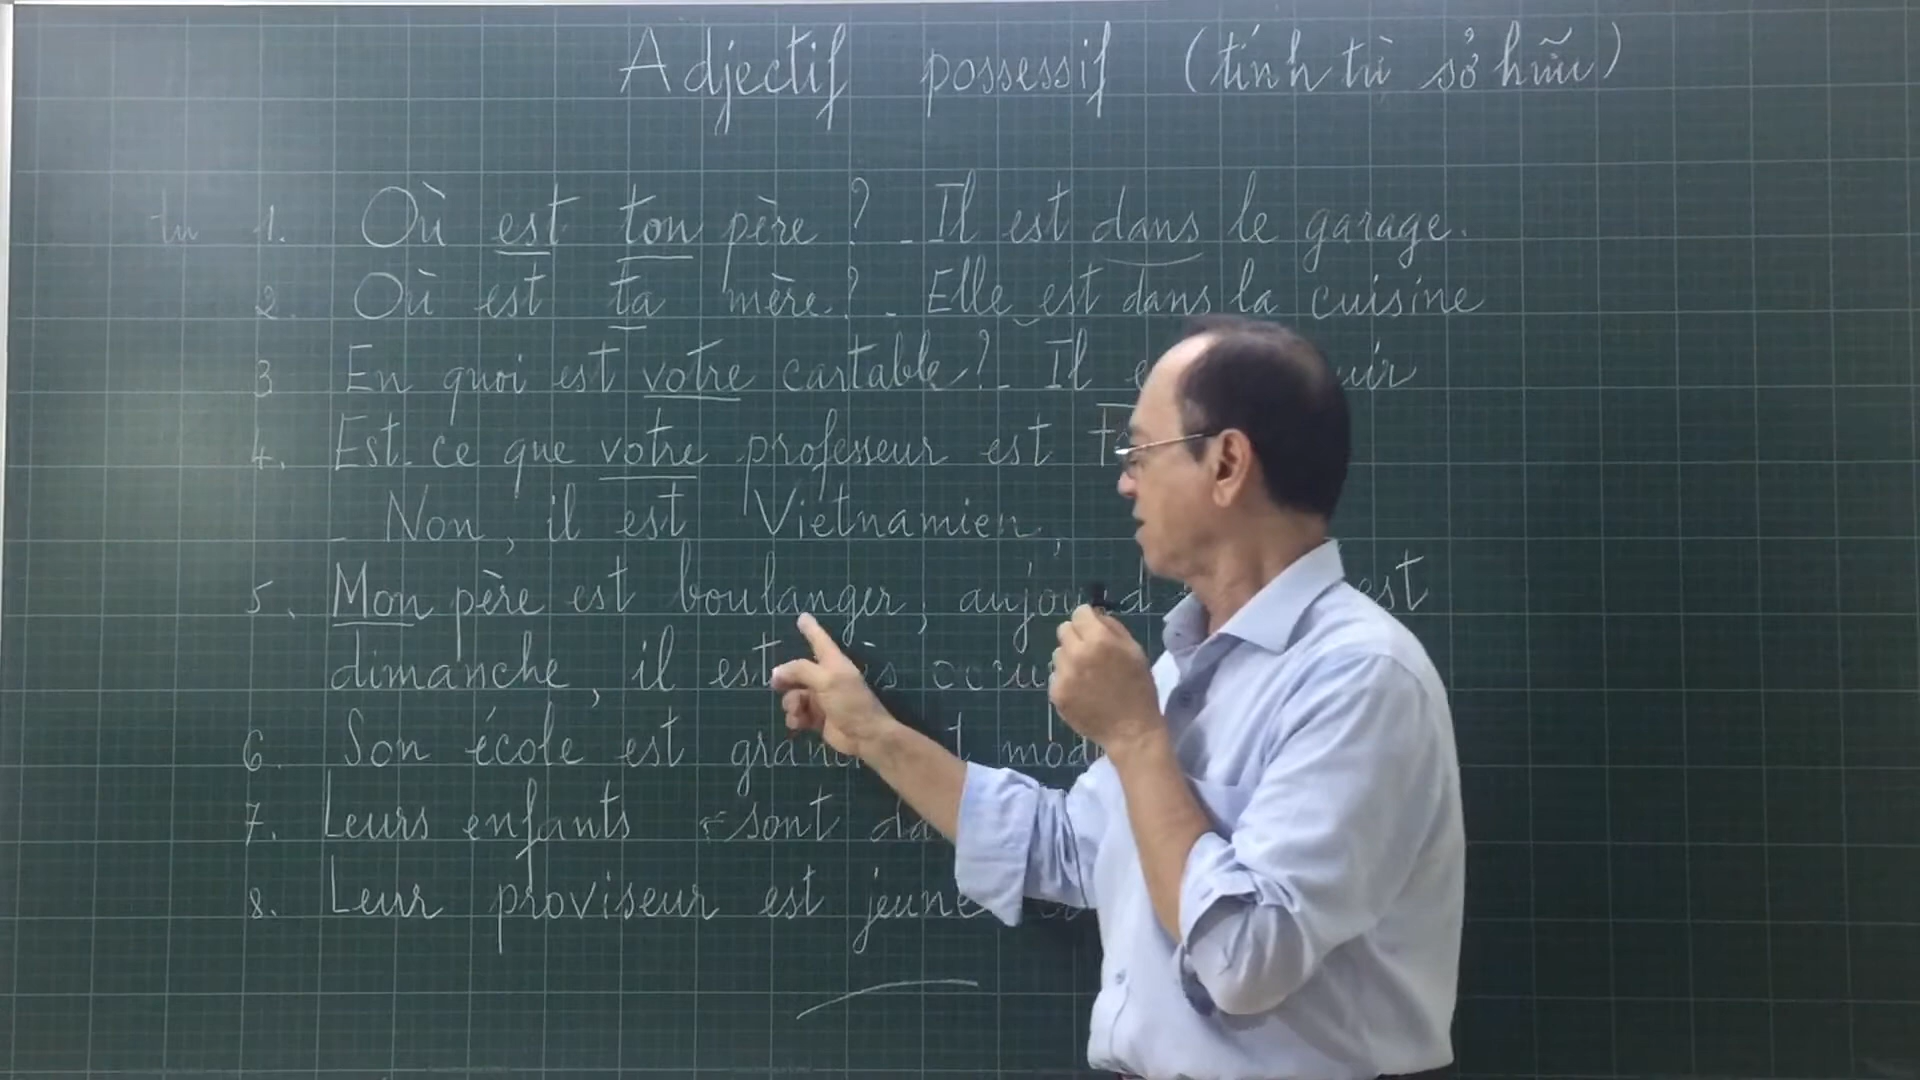 Adjectif possessif (tính từ sở hữu)
tu 1. Où est ton père ? - Il est dans le garage.
2. Où est ta mère ? - Elle est dans la cuisine
3 En quoi est votre cartable ? - Il
4. Est-ce que votre professeur est
- Non, il est Vietnamien,
5. Mon père est boulanger, est
dimanche, il est
6. Son école est
7. Leurs enfants sont
8. Leur proviseur est jeune